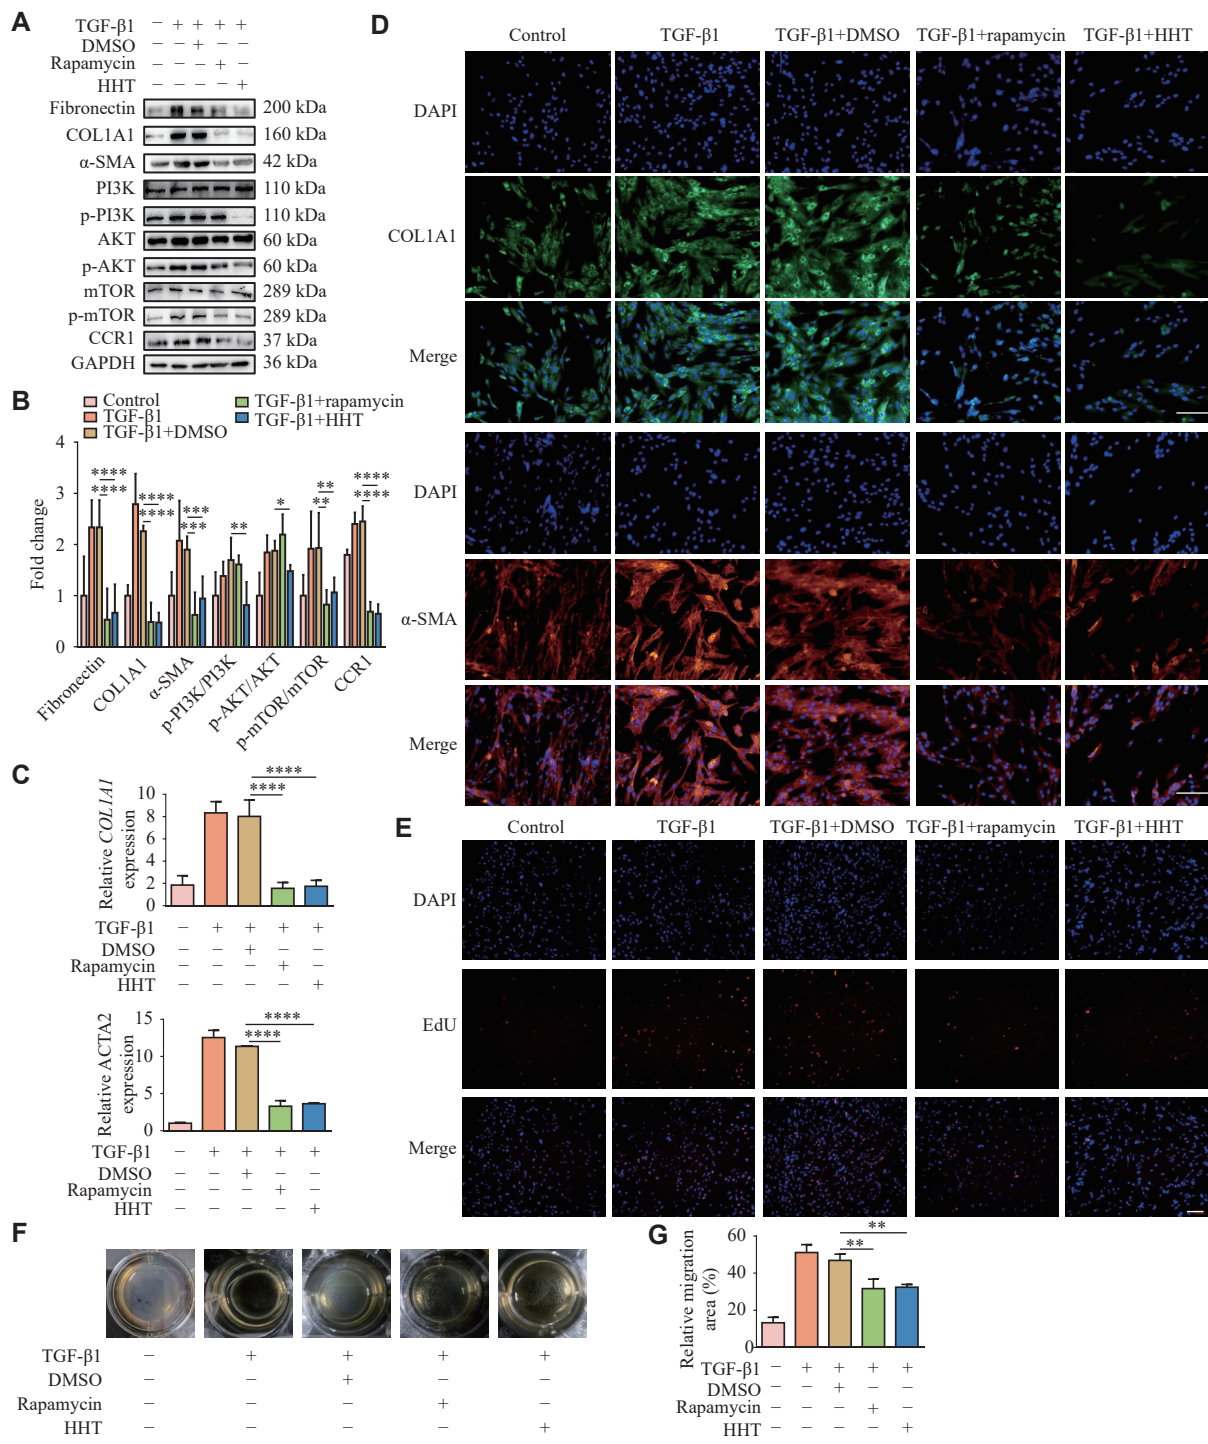 A
TGF-β1 − + + + +
DMSO − − + − −
Rapamycin − − − + −
HHT − − − − +
Fibronectin 200 kDa
COL1A1 160 kDa
α-SMA 42 kDa
PI3K 110 kDa
p-PI3K 110 kDa
AKT 60 kDa
p-AKT 60 kDa
mTOR 289 kDa
p-mTOR 289 kDa
CCR1 37 kDa
GAPDH 36 kDa
B
Control
TGF-β1
TGF-β1+DMSO
TGF-β1+rapamycin
TGF-β1+HHT
Fold change
4
3
2
1
0
****
****
****
****
***
***
**
*
**
**
****
****
Fibronectin
COL1A1
α-SMA
p-PI3K/PI3K
p-AKT/AKT
p-mTOR/mTOR
CCR1
C
Relative COL1A1
expression
10
8
6
4
2
0
****
****
TGF-β1 − + + + +
DMSO − − + − −
Rapamycin − − − + −
HHT − − − − +
Relative ACTA2
expression
15
10
5
0
****
****
TGF-β1 − + + + +
DMSO − − + − −
Rapamycin − − − + −
HHT − − − − +
D
Control TGF-β1 TGF-β1+DMSO TGF-β1+rapamycin TGF-β1+HHT
DAPI
COL1A1
Merge
DAPI
α-SMA
Merge
E
Control TGF-β1 TGF-β1+DMSO TGF-β1+rapamycin TGF-β1+HHT
DAPI
EdU
Merge
F
TGF-β1 − + + + +
DMSO − − + − −
Rapamycin − − − + −
HHT − − − − +
G
Relative migration
area (%)
60
40
20
0
**
**
TGF-β1 − + + + +
DMSO − − + − −
Rapamycin − − − + −
HHT − − − − +